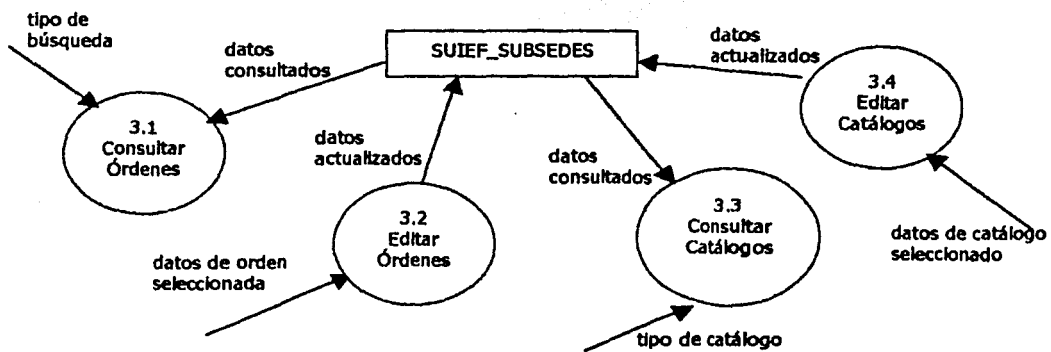 tipo de
búsqueda
datos
consultados
SUIEF_SUBSEDES
datos
actualizados
3.1
Consultar
Órdenes
datos
actualizados
datos
consultados
3.4
Editar
Catálogos
3.2
Editar
Órdenes
3.3
Consultar
Catálogos
datos de orden
seleccionada
datos de catálogo
seleccionado
tipo de catálogo